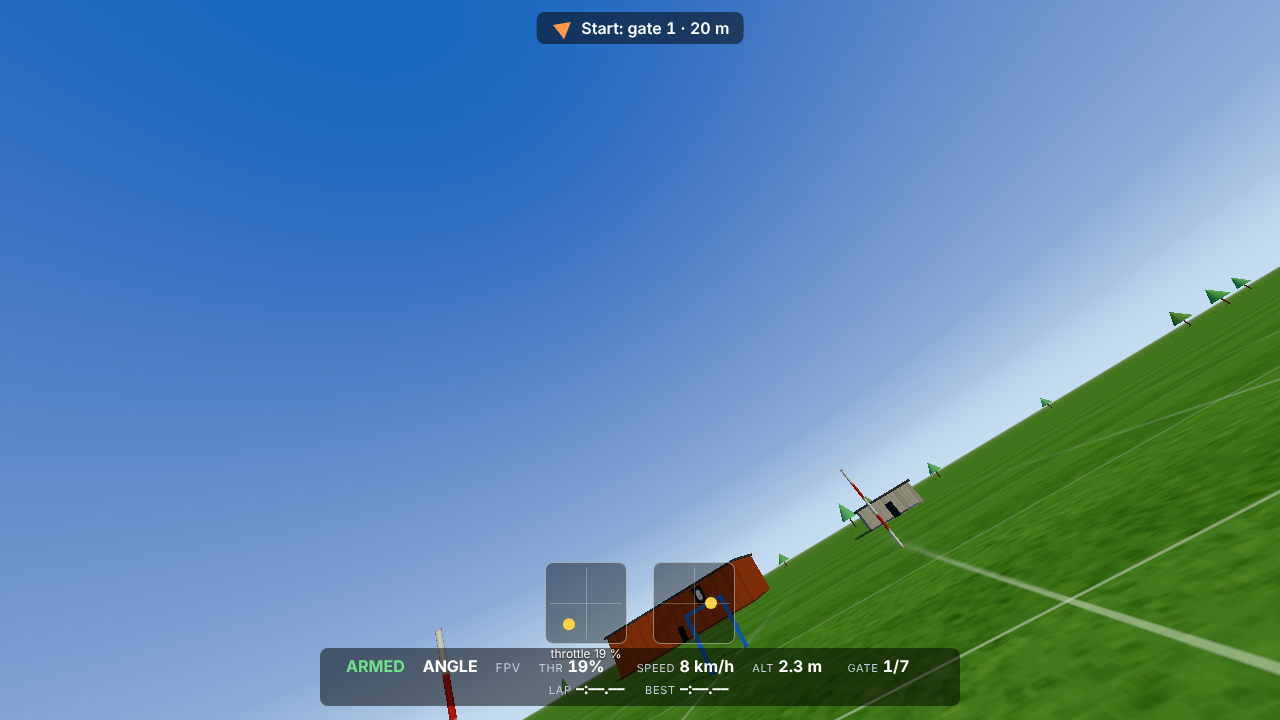 Start: gate 1 · 20 m
throttle 19 %
ARMED ANGLE FPV THR 19% SPEED 8 km/h ALT 2.3 m GATE 1/7
LAP –:––.–– BEST –:––.––